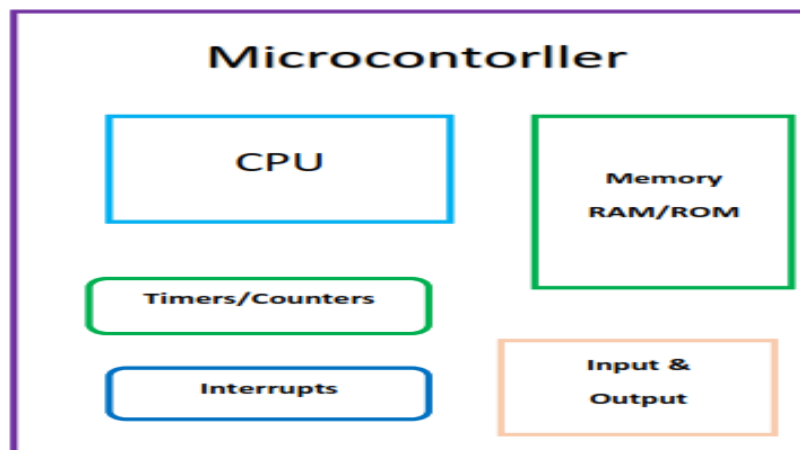 Microcontorller
CPU
Memory
RAM/ROM
Timers/Counters
Interrupts
Input &
Output